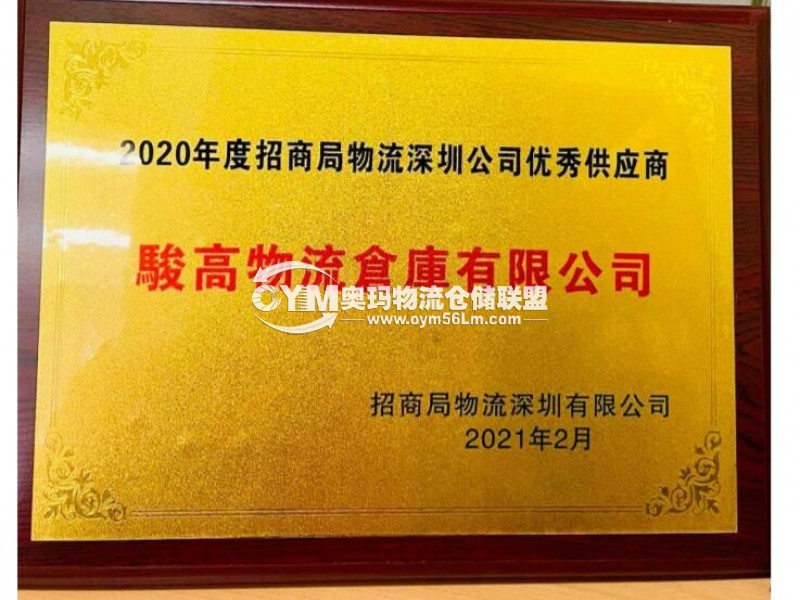 2020年度招商局物流深圳公司优秀供应商
駿高物流倉庫有限公司
OYM奥玛物流仓储联盟
www.oym56Lm.com
招商局物流深圳有限公司
2021年2月